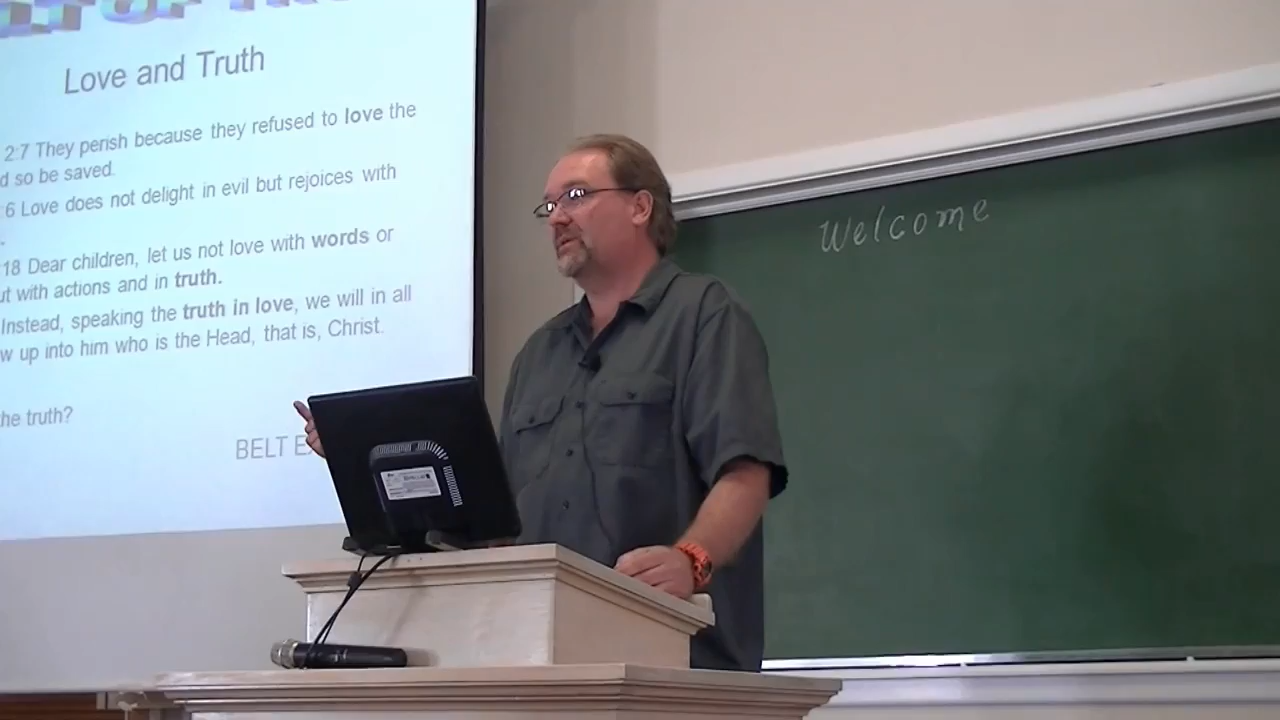 Love and Truth
2:7 They perish because they refused to love the
d so be saved.
:6 Love does not delight in evil but rejoices with
:18 Dear children, let us not love with words or
ut with actions and in truth.
Instead, speaking the truth in love, we will in all
w up into him who is the Head, that is, Christ.
he truth?
BELT E
Welcome